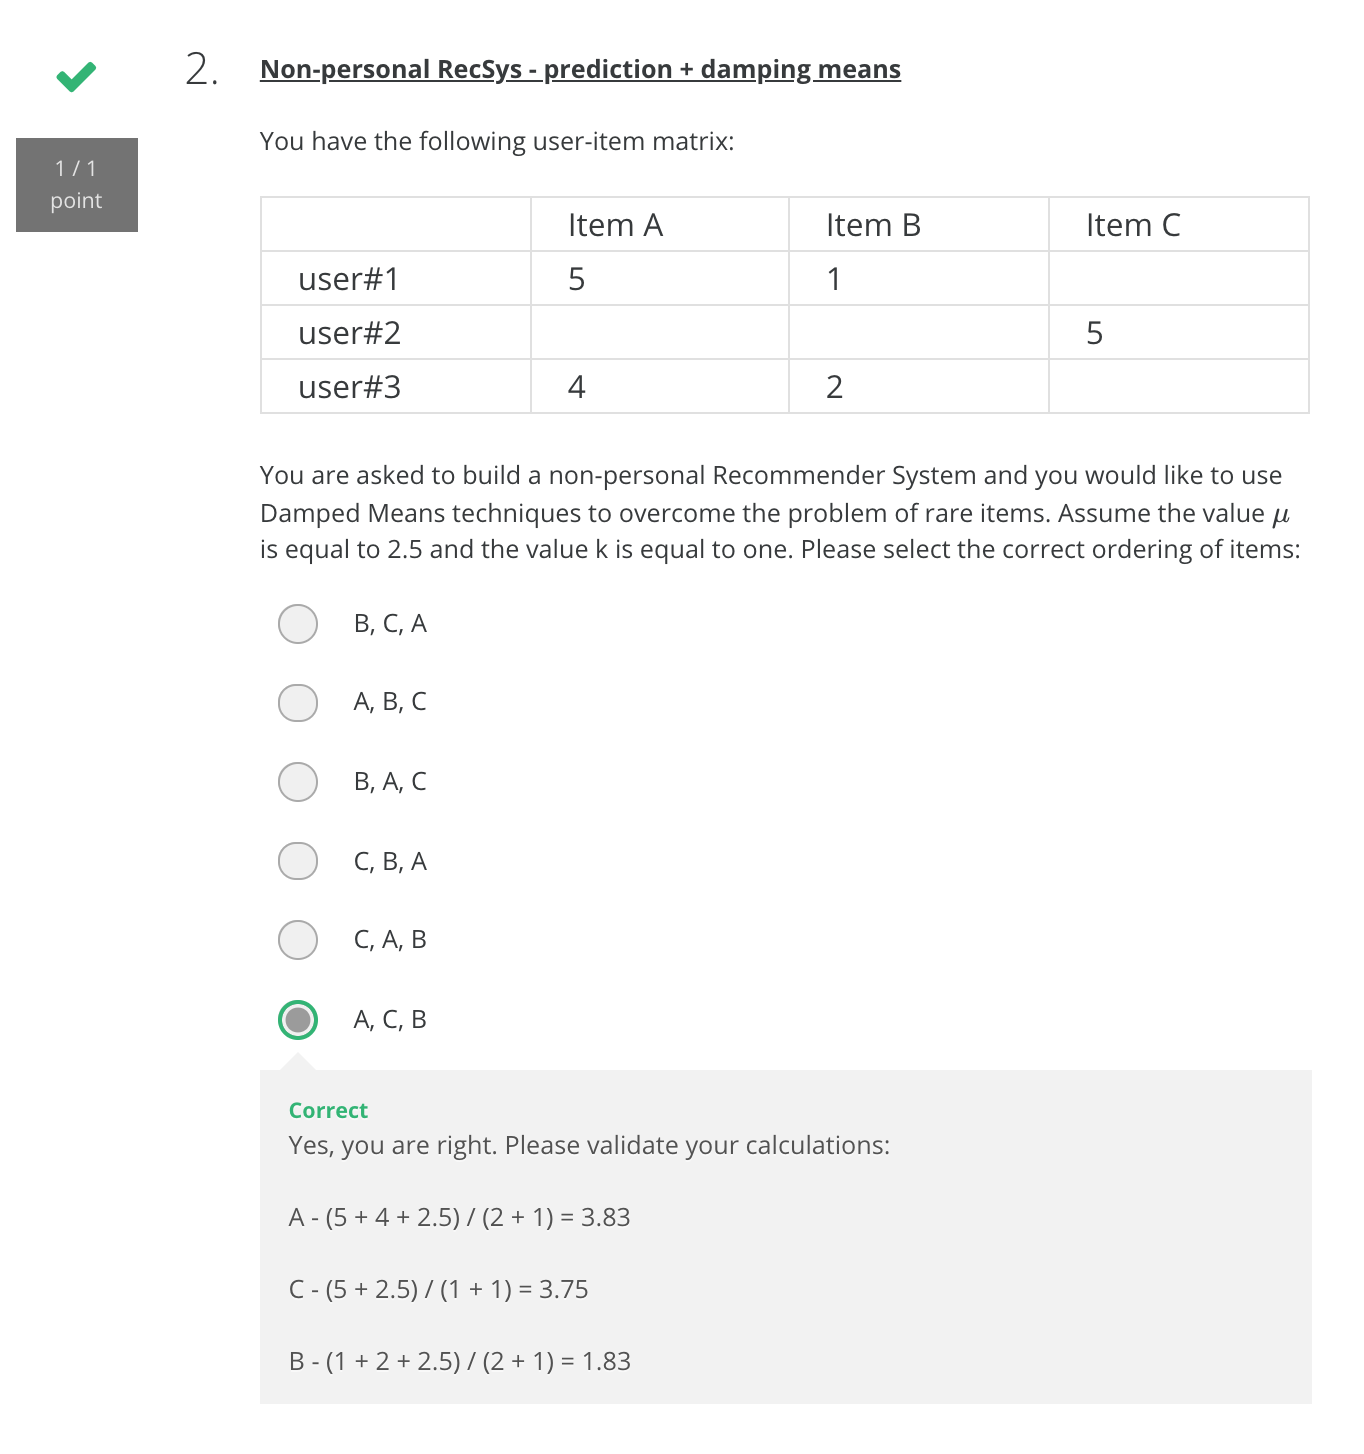 2. Non-personal RecSys - prediction + damping means
1 / 1
point
You have the following user-item matrix:
Item A Item B Item C
user#1 5 1
user#2 5
user#3 4 2
You are asked to build a non-personal Recommender System and you would like to use
Damped Means techniques to overcome the problem of rare items. Assume the value μ
is equal to 2.5 and the value k is equal to one. Please select the correct ordering of items:
B, C, A
A, B, C
B, A, C
C, B, A
C, A, B
A, C, B
Correct
Yes, you are right. Please validate your calculations:
A - (5 + 4 + 2.5) / (2 + 1) = 3.83
C - (5 + 2.5) / (1 + 1) = 3.75
B - (1 + 2 + 2.5) / (2 + 1) = 1.83